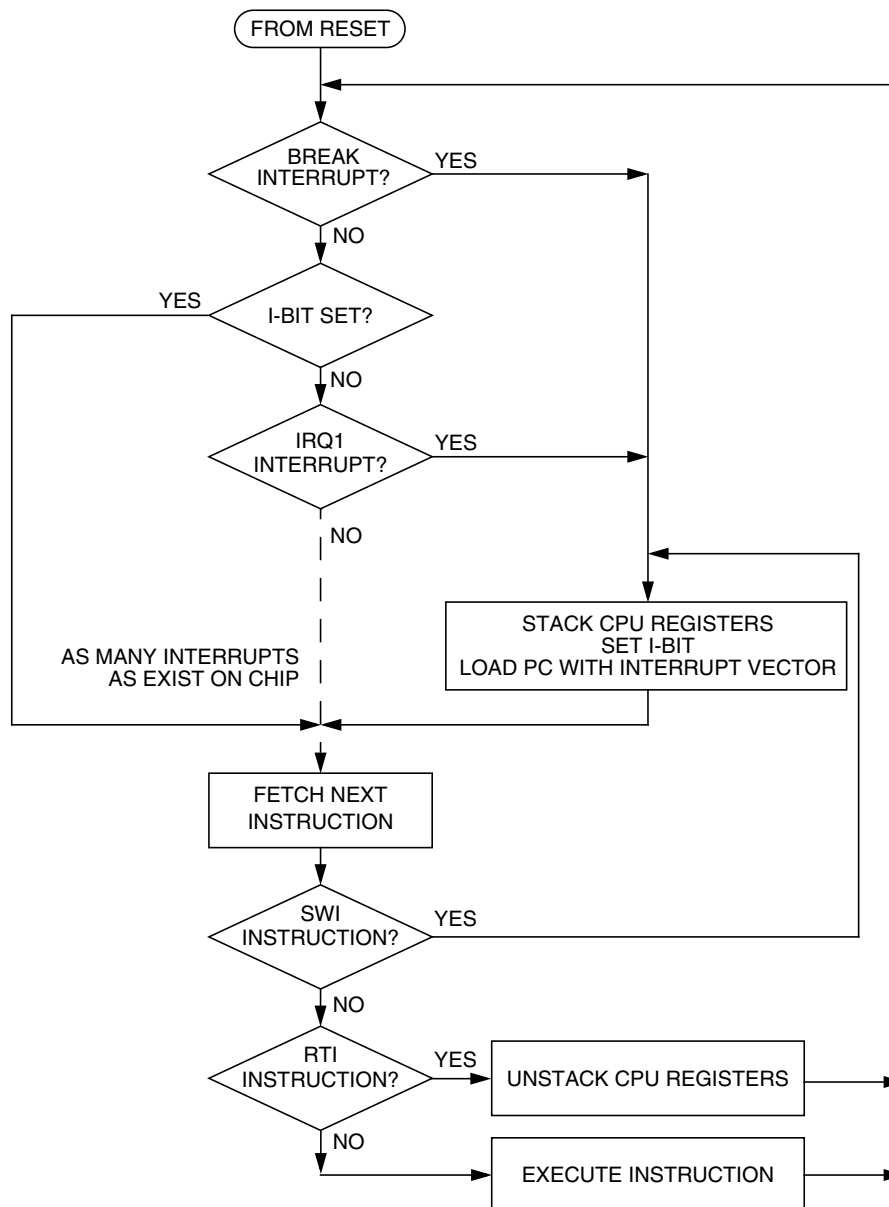 FROM RESET
BREAK
INTERRUPT?
YES
NO
YES
I-BIT SET?
NO
IRQ1
INTERRUPT?
YES
NO
STACK CPU REGISTERS
SET I-BIT
LOAD PC WITH INTERRUPT VECTOR
AS MANY INTERRUPTS
AS EXIST ON CHIP
FETCH NEXT
INSTRUCTION
SWI
INSTRUCTION?
YES
NO
RTI
INSTRUCTION?
YES
UNSTACK CPU REGISTERS
NO
EXECUTE INSTRUCTION